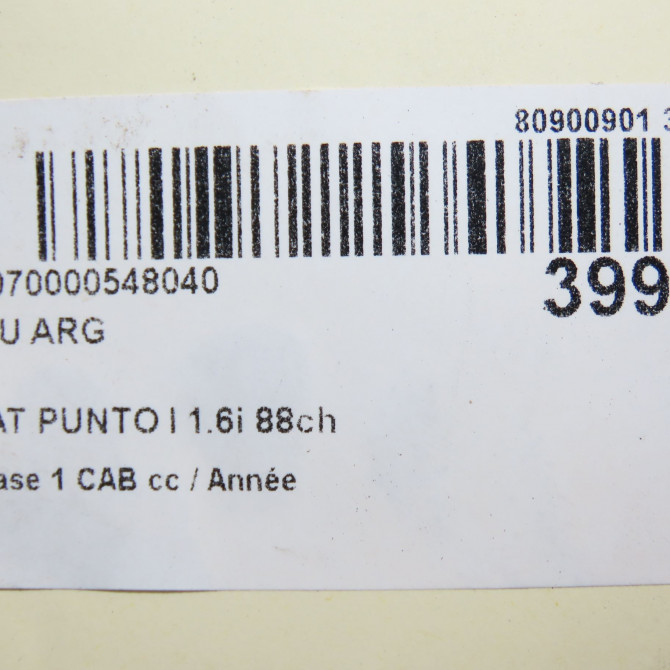 80900901 3
070000548040
399
U ARG
AT PUNTO I 1.6i 88ch
ase 1 CAB cc / Année